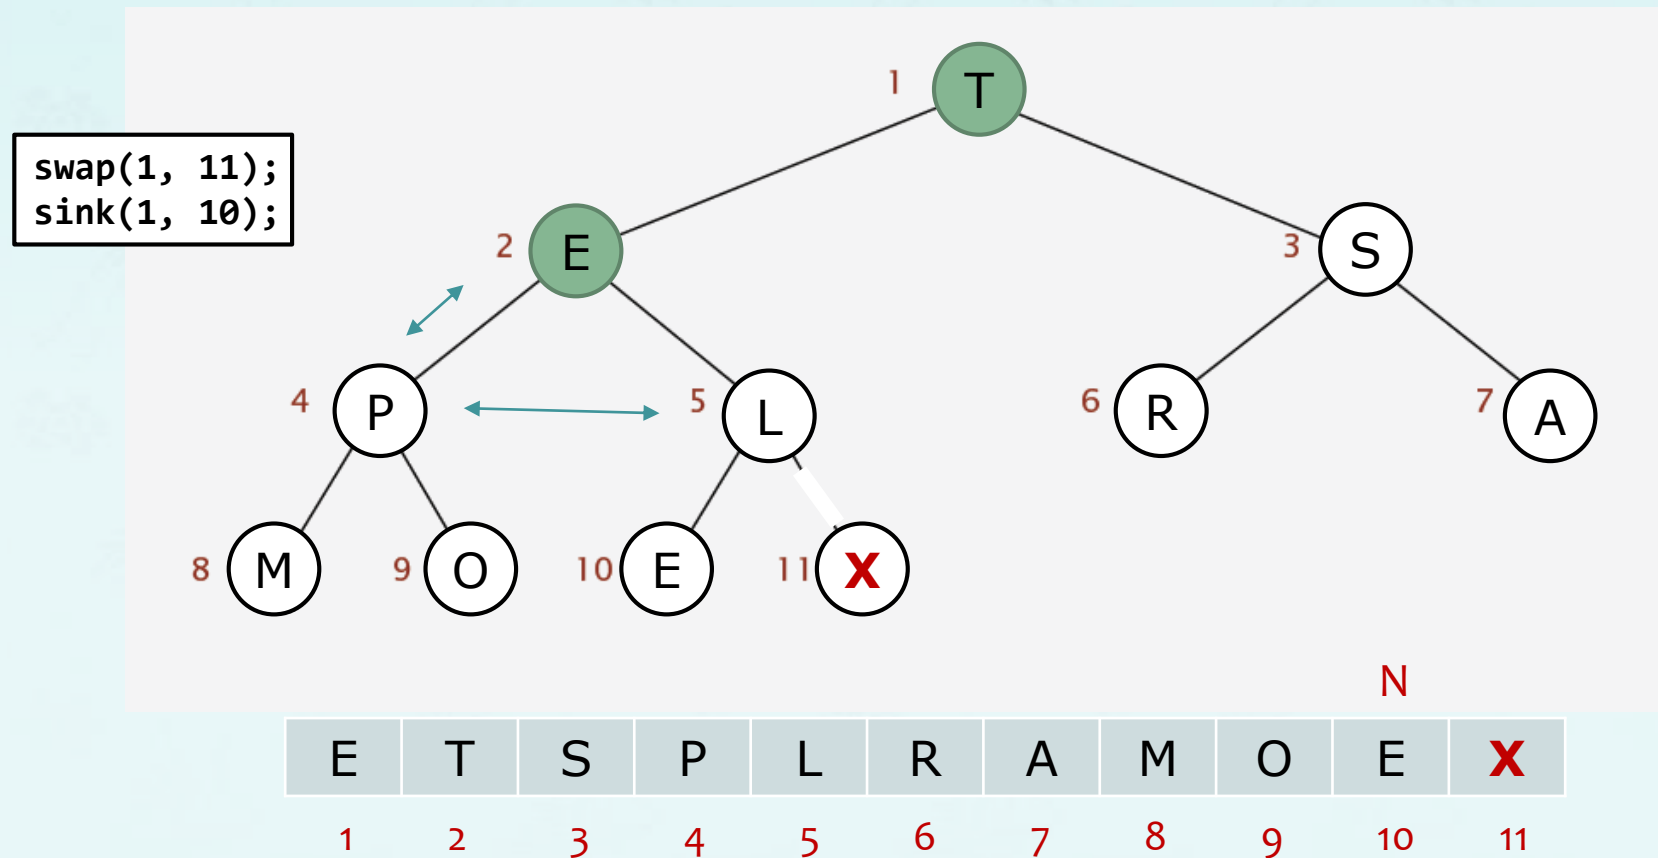 1 T
swap(1, 11);
sink(1, 10);
2 E 3 S
4 P 5 L 6 R 7 A
8 M 9 O 10 E 11 X
N
E T S P L R A M O E X
1 2 3 4 5 6 7 8 9 10 11